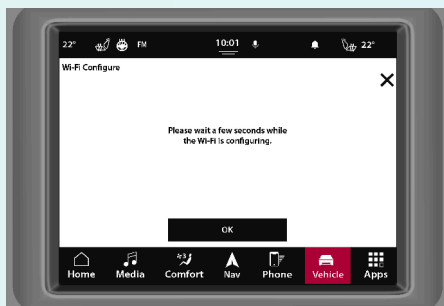 22° FM 10:01 22°
Wi-Fi Configure
Please wait a few seconds while
the Wi-Fi is configuring.
OK
Home Media Comfort Nav Phone Vehicle Apps